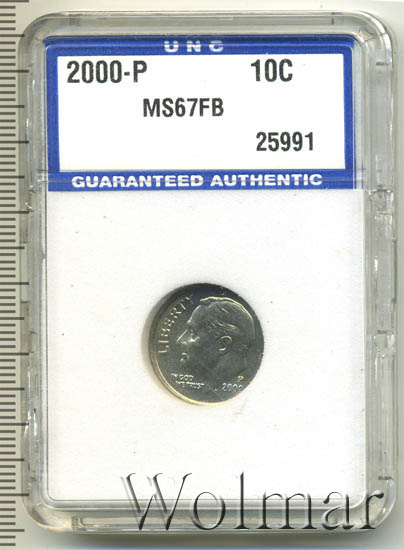 UNC
2000-P 10C
MS67FB
25991
GUARANTEED AUTHENTIC
LIBERTY
IN GOD
WE TRUST
P
2000
Wolmar